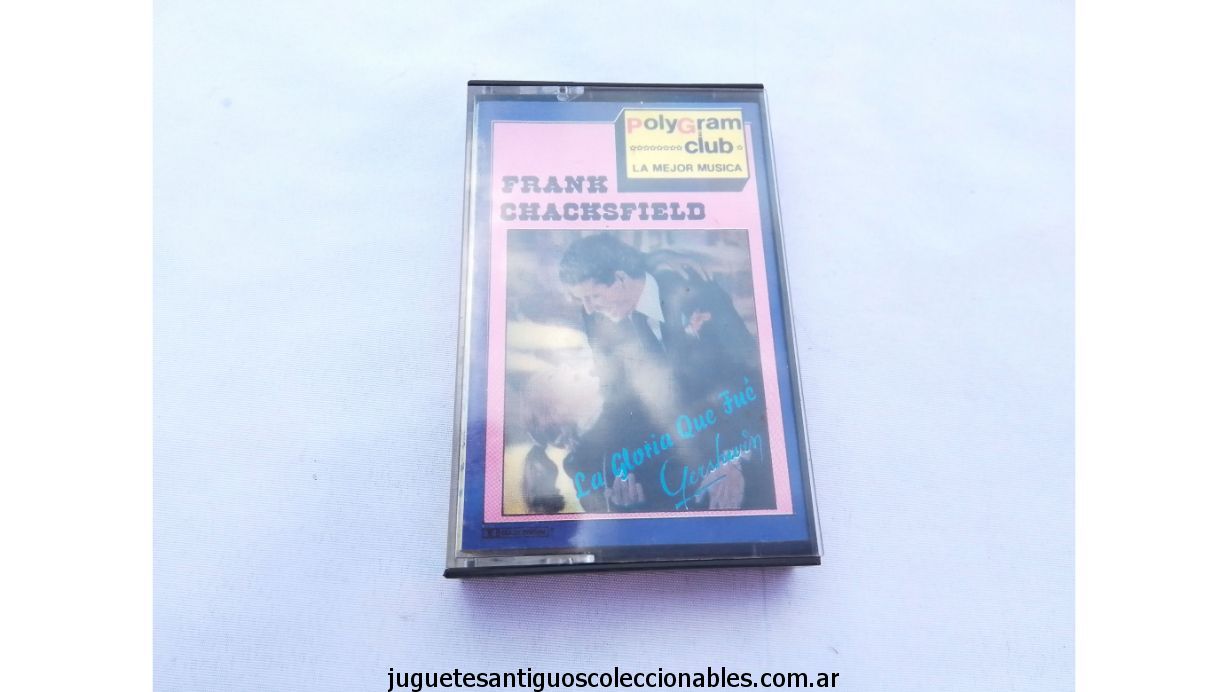 PolyGram
club
LA MEJOR MUSICA
FRANK
CHACKSFIELD
La Gloria Que Fué
Gershwin
juguetesantiguoscoleccionables.com.ar